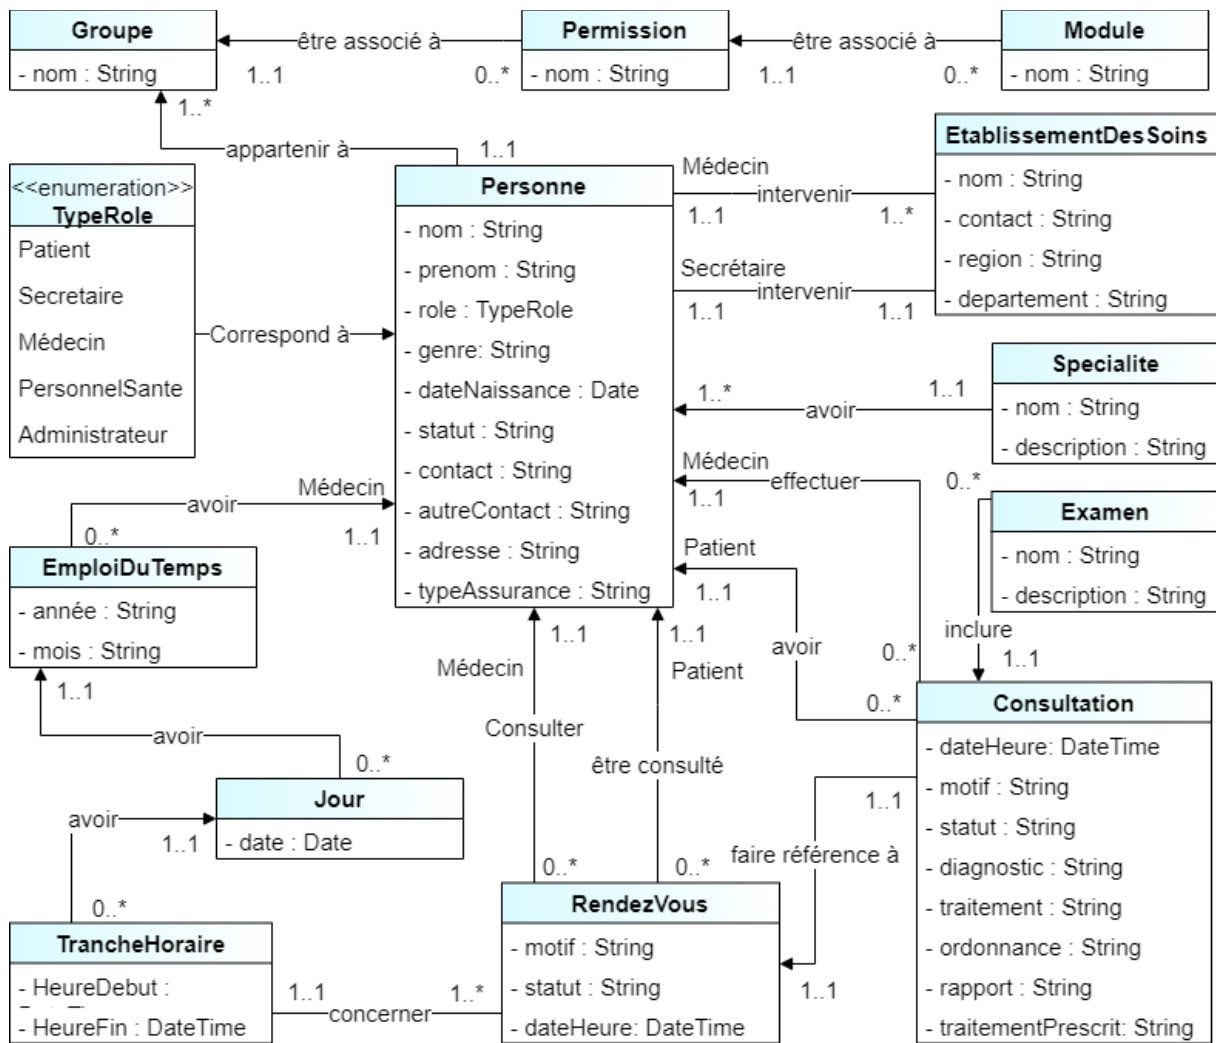 Groupe
- nom : String
être associé à
1..1
0..*
Permission
- nom : String
être associé à
1..1
0..*
Module
- nom : String
1..*
appartenir à
1..1
<<enumeration>>
TypeRole
Patient
Secretaire
Médecin
PersonnelSante
Administrateur
Correspond à
Personne
- nom : String
- prenom : String
- role : TypeRole
- genre: String
- dateNaissance : Date
- statut : String
- contact : String
- autreContact : String
- adresse : String
- typeAssurance : String
Médecin
intervenir
1..1
1..*
Secrétaire
intervenir
1..1
1..1
EtablissementDesSoins
- nom : String
- contact : String
- region : String
- departement : String
1..*
avoir
1..1
Specialite
- nom : String
- description : String
Médecin
effectuer
1..1
0..*
Patient
1..1
avoir
0..*
0..*
Examen
- nom : String
- description : String
inclure
1..1
avoir
Médecin
0..*
1..1
EmploiDuTemps
- année : String
- mois : String
1..1
avoir
0..*
Jour
- date : Date
avoir
1..1
0..*
TrancheHoraire
- HeureDebut :
- HeureFin : DateTime
1..1
concerner
1..*
1..1
Médecin
Consulter
0..*
1..1
Patient
être consulté
0..*
RendezVous
- motif : String
- statut : String
- dateHeure: DateTime
1..1
faire référence à
1..1
Consultation
- dateHeure: DateTime
- motif : String
- statut : String
- diagnostic : String
- traitement : String
- ordonnance : String
- rapport : String
- traitementPrescrit: String